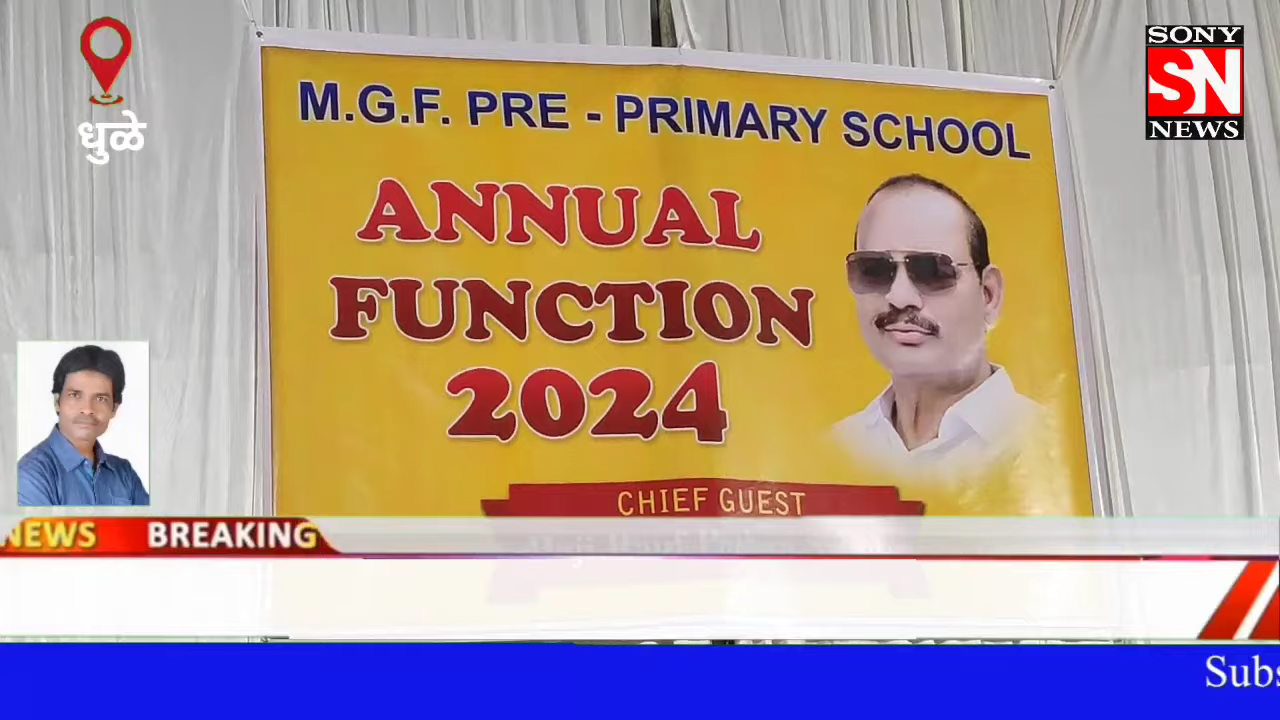 धुळे
SONY
SN
NEWS
M.G.F. PRE - PRIMARY SCHOOL
ANNUAL
FUNCTION
2024
CHIEF GUEST
NEWS BREAKING
Subs